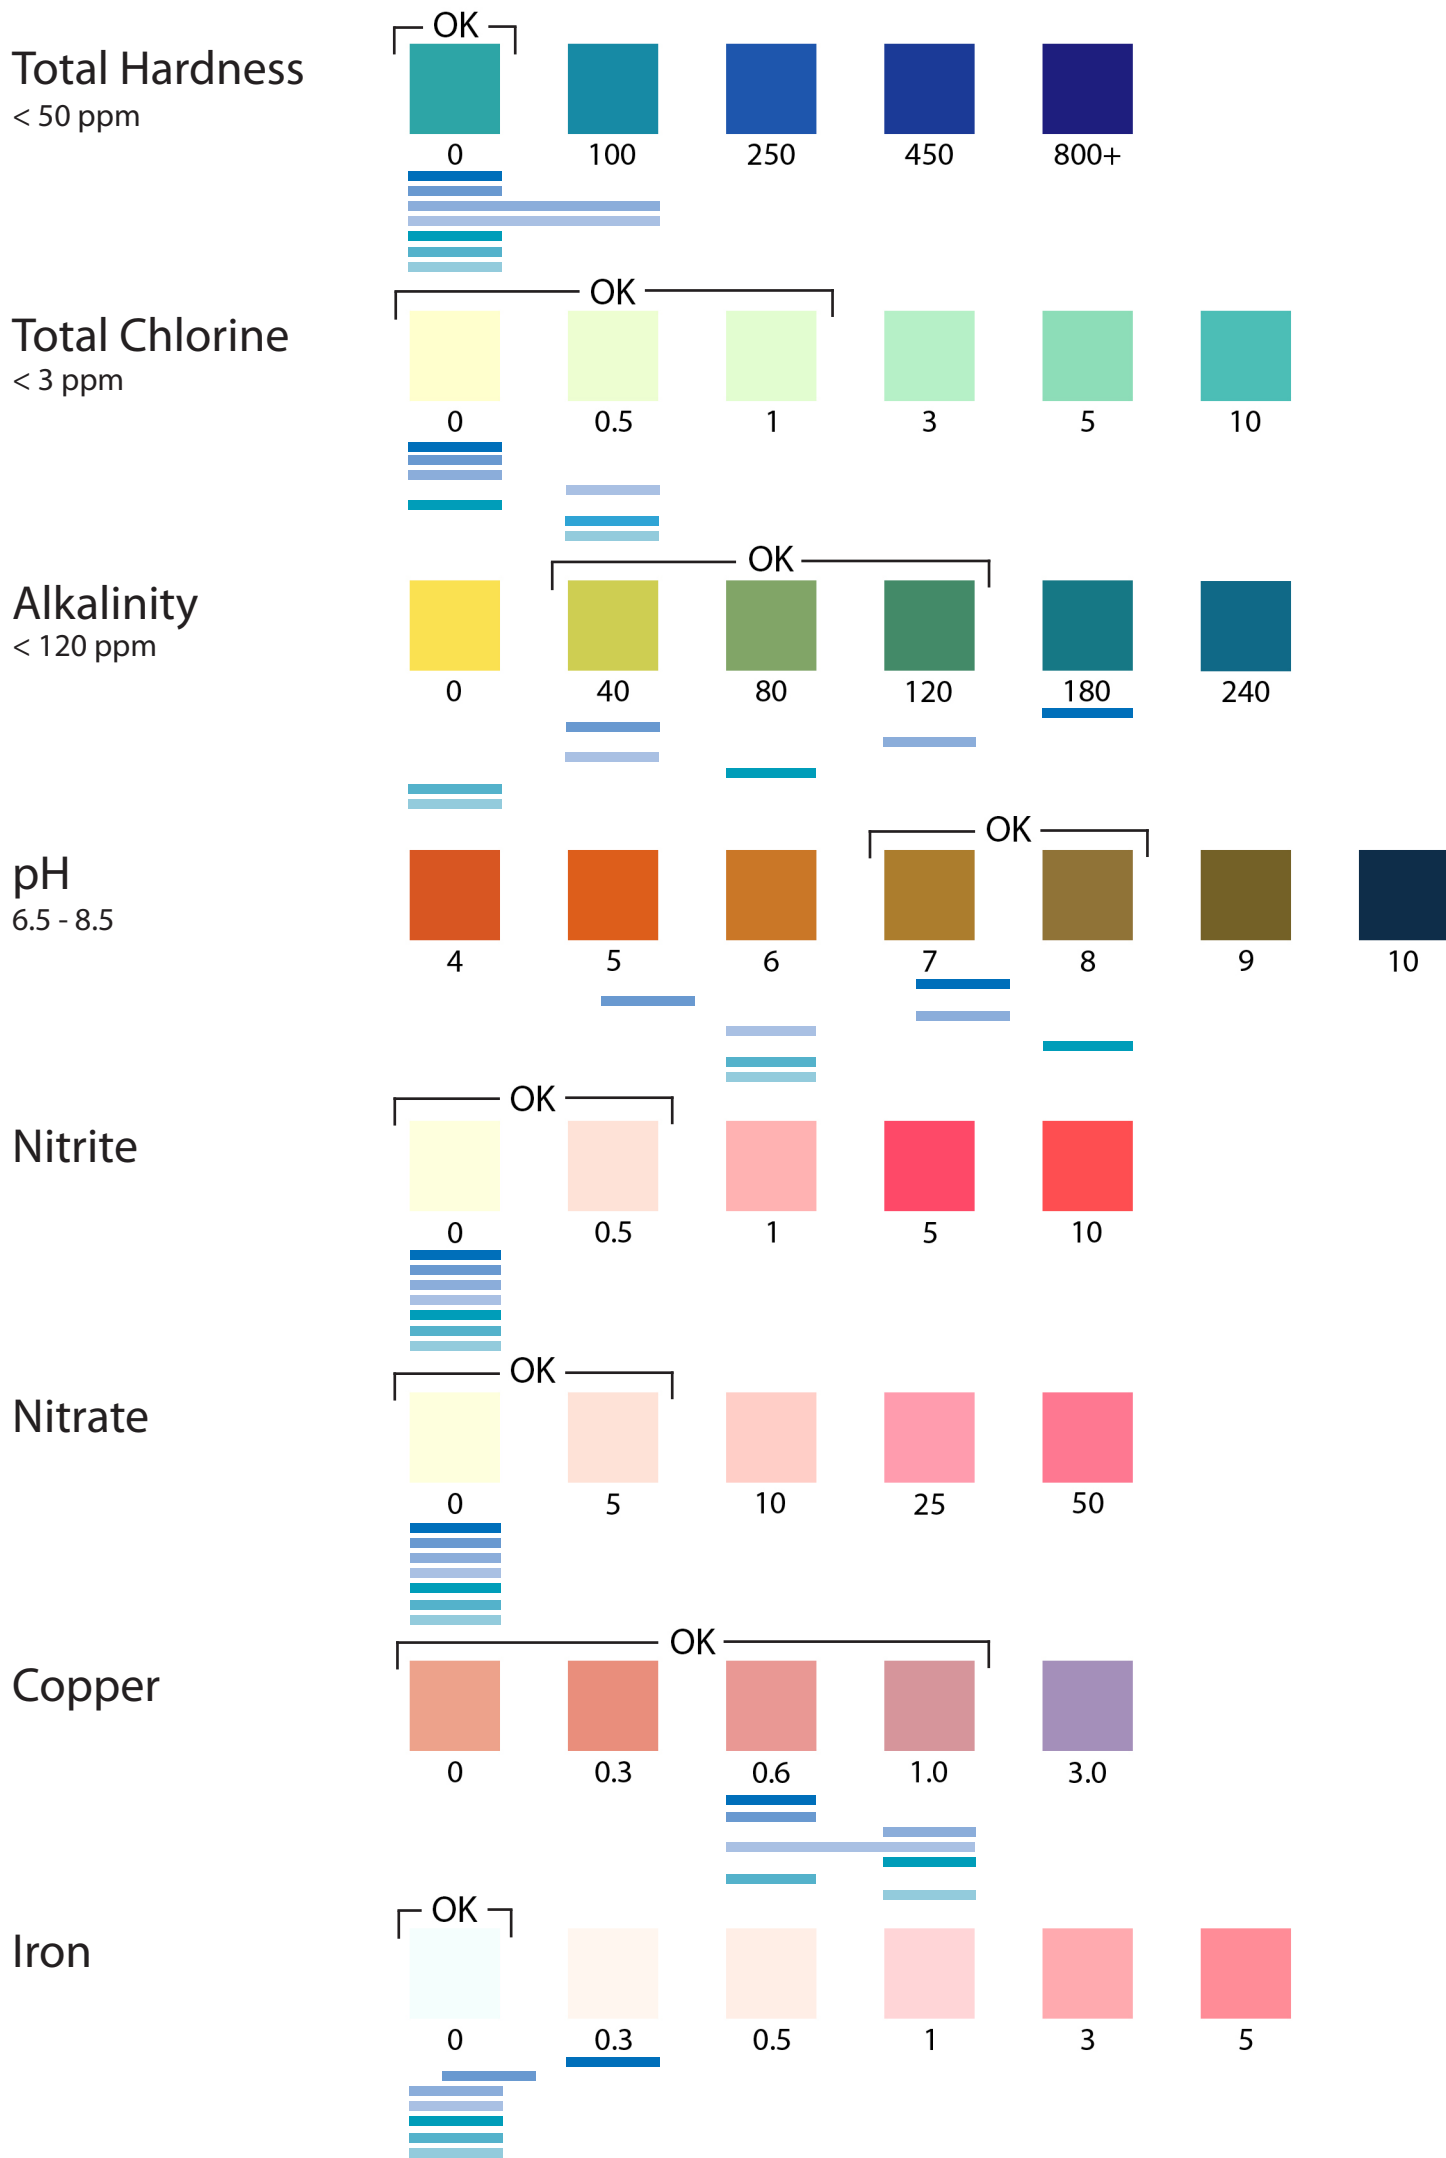 OK
Total Hardness
< 50 ppm
0 100 250 450 800+
OK
Total Chlorine
< 3 ppm
0 0.5 1 3 5 10
OK
Alkalinity
< 120 ppm
0 40 80 120 180 240
OK
pH
6.5 - 8.5
4 5 6 7 8 9 10
OK
Nitrite
0 0.5 1 5 10
OK
Nitrate
0 5 10 25 50
OK
Copper
0 0.3 0.6 1.0 3.0
OK
Iron
0 0.3 0.5 1 3 5